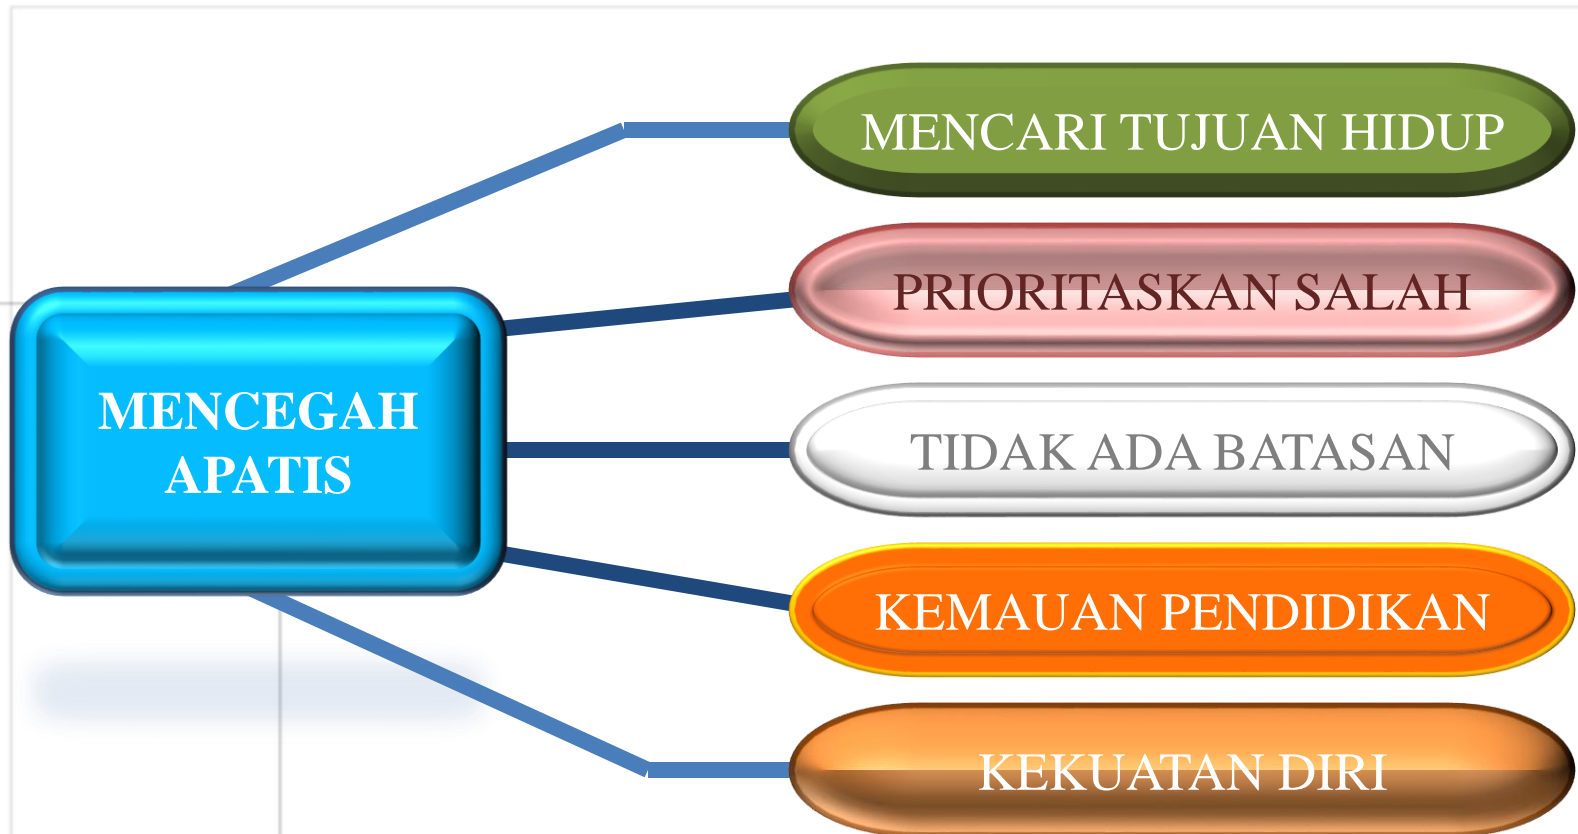 MENCARI TUJUAN HIDUP
PRIORITASKAN SALAH
MENCEGAH
APATIS
TIDAK ADA BATASAN
KEMAUAN PENDIDIKAN
KEKUATAN DIRI